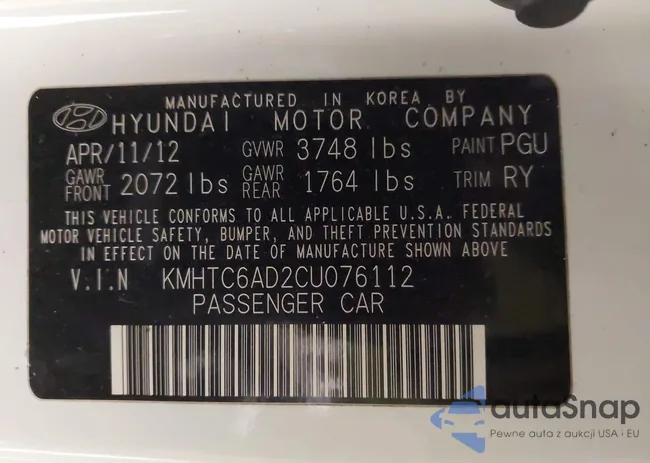 MANUFACTURED IN KOREA BY
HYUNDAI MOTOR COMPANY
APR/11/12 GVWR 3748 lbs PAINT PGU
GAWR FRONT 2072 lbs GAWR REAR 1764 lbs TRIM RY
THIS VEHICLE CONFORMS TO ALL APPLICABLE U.S.A. FEDERAL
MOTOR VEHICLE SAFETY, BUMPER, AND THEFT PREVENTION STANDARDS
IN EFFECT ON THE DATE OF MANUFACTURE SHOWN ABOVE
V.I.N KMHTC6AD2CU076112
PASSENGER CAR
autoSnap
Pewne auta z aukcji USA i EU